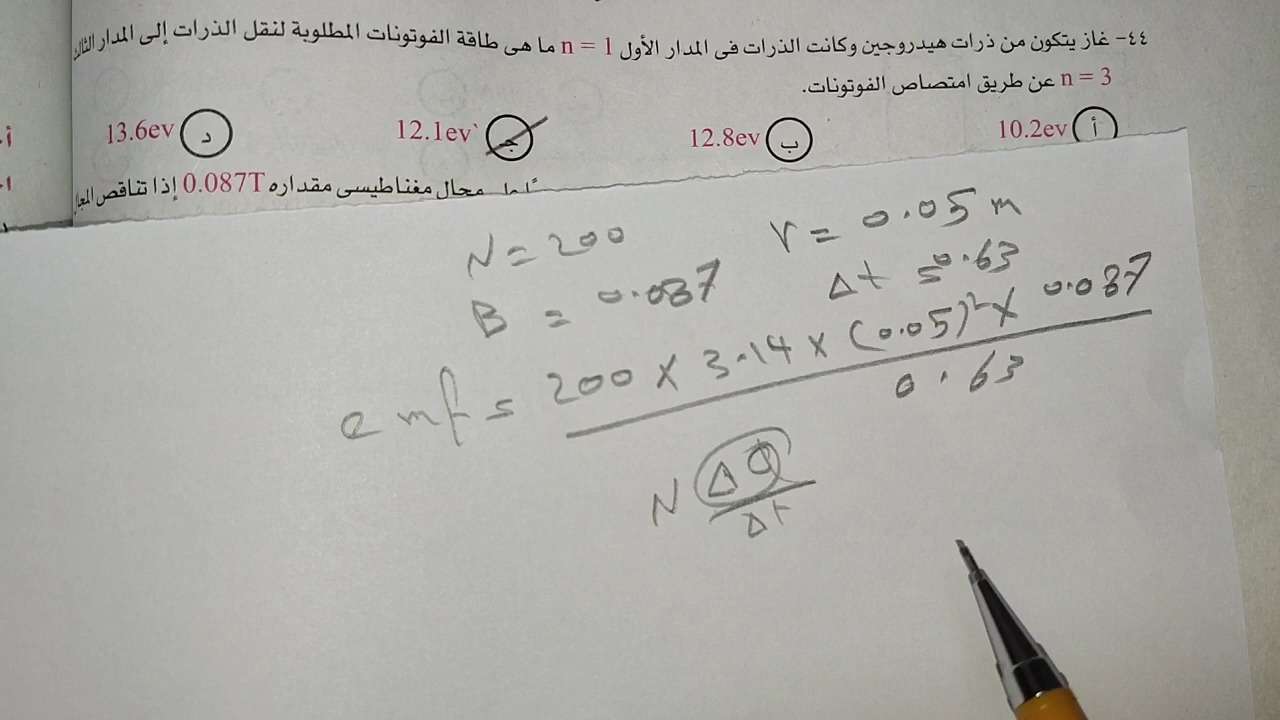 ٤٤- غاز يتكون من ذرات هيدروجين وكانت الذرات فى المدار الأول n = 1 ما هى طاقة الفوتونات المطلوبة لنقل الذرات إلى المدار الثالث
n = 3 عن طريق امتصاص الفوتونات.
أ 10.2ev ب 12.8ev ج 12.1ev` د 13.6ev
مجال مغناطيسى مقداره 0.087T إذا تناقص
N = 200 r = 0.05 m
B = 0.087 Δt = 0.63
emf = 200 × 3.14 × (0.05)² × 0.087
0.63
N ΔΦ
Δt